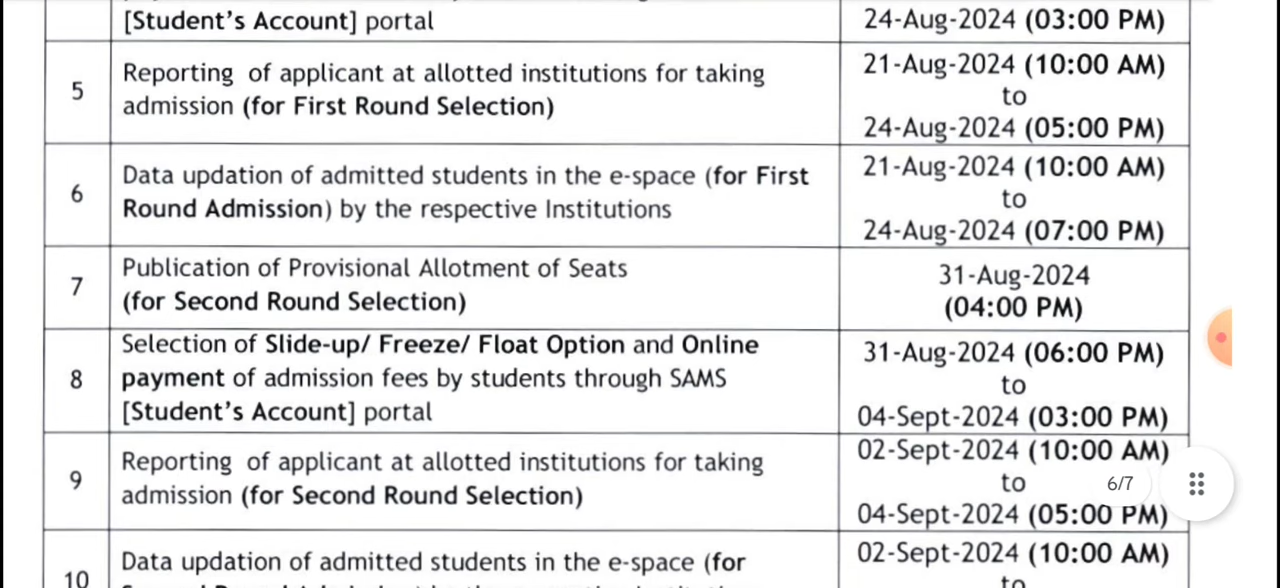 [Student's Account] portal
24-Aug-2024 (03:00 PM)
5
Reporting of applicant at allotted institutions for taking
admission (for First Round Selection)
21-Aug-2024 (10:00 AM)
to
24-Aug-2024 (05:00 PM)
6
Data updation of admitted students in the e-space (for First
Round Admission) by the respective Institutions
21-Aug-2024 (10:00 AM)
to
24-Aug-2024 (07:00 PM)
7
Publication of Provisional Allotment of Seats
(for Second Round Selection)
31-Aug-2024
(04:00 PM)
8
Selection of Slide-up/ Freeze/ Float Option and Online
payment of admission fees by students through SAMS
[Student's Account] portal
31-Aug-2024 (06:00 PM)
to
04-Sept-2024 (03:00 PM)
9
Reporting of applicant at allotted institutions for taking
admission (for Second Round Selection)
02-Sept-2024 (10:00 AM)
to
04-Sept-2024 (05:00 PM)
6/7
10
Data updation of admitted students in the e-space (for
02-Sept-2024 (10:00 AM)
to